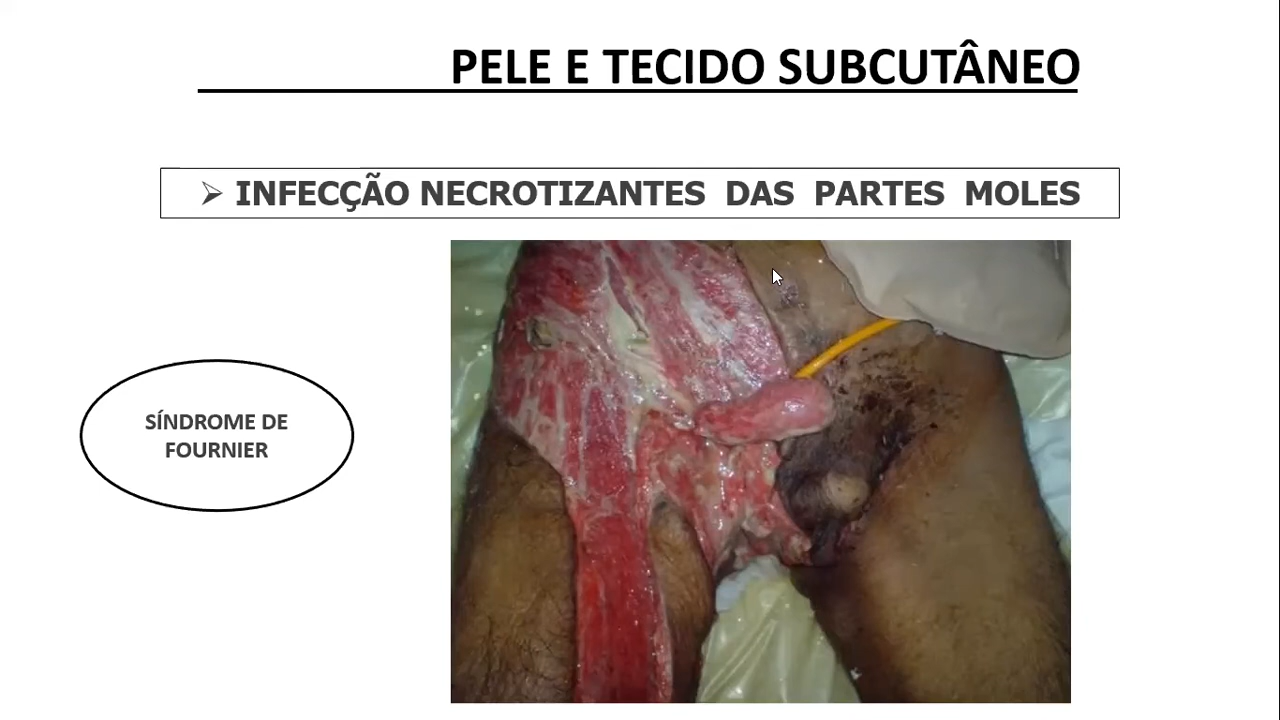 PELE E TECIDO SUBCUTÂNEO
INFECÇÃO NECROTIZANTES DAS PARTES MOLES
SÍNDROME DE
FOURNIER